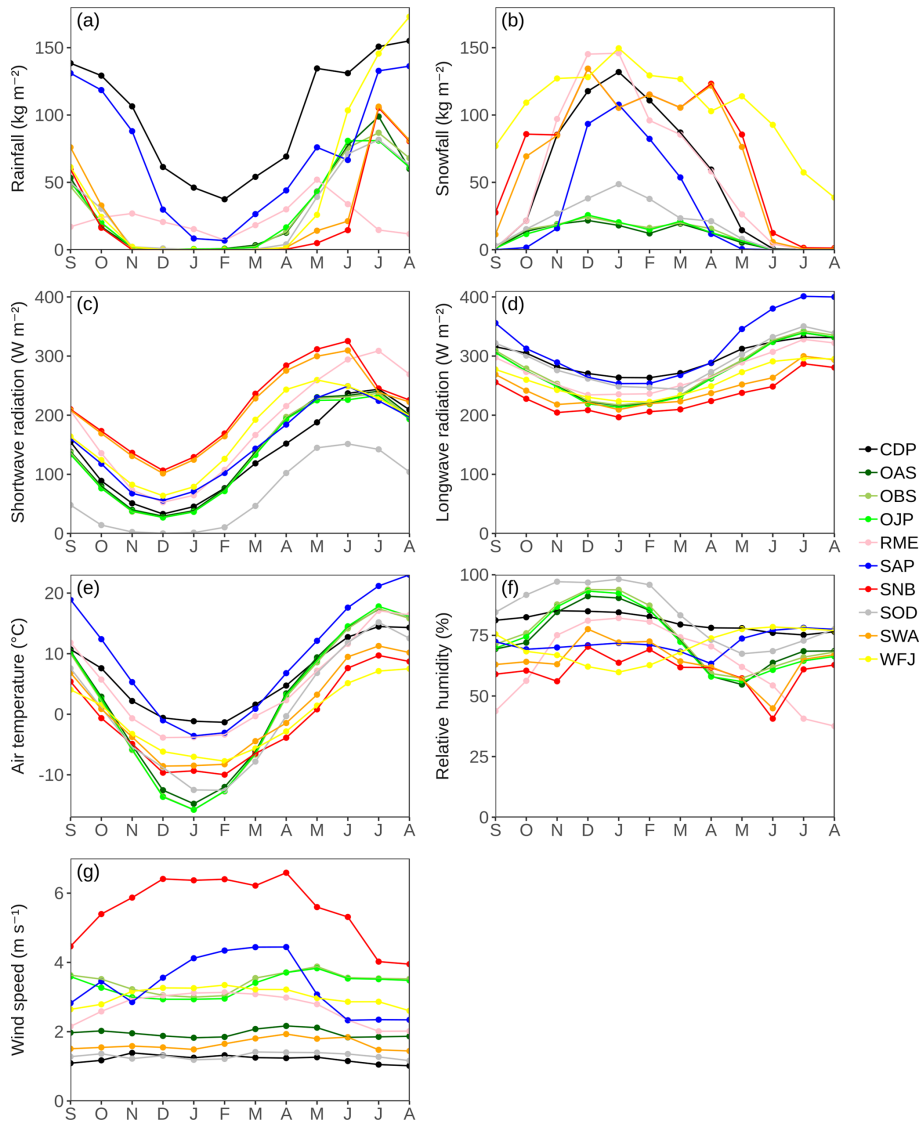 (a)
Rainfall (kg m⁻²)
150
100
50
0
S O N D J F M A M J J A
(b)
Snowfall (kg m⁻²)
150
100
50
0
S O N D J F M A M J J A
(c)
Shortwave radiation (W m⁻²)
400
300
200
100
0
S O N D J F M A M J J A
(d)
Longwave radiation (W m⁻²)
400
300
200
100
0
S O N D J F M A M J J A
CDP
OAS
OBS
OJP
RME
SAP
SNB
SOD
SWA
WFJ
(e)
Air temperature (°C)
20
10
0
-10
S O N D J F M A M J J A
(f)
Relative humidity (%)
100
75
50
25
0
S O N D J F M A M J J A
(g)
Wind speed (m s⁻¹)
6
4
2
0
S O N D J F M A M J J A